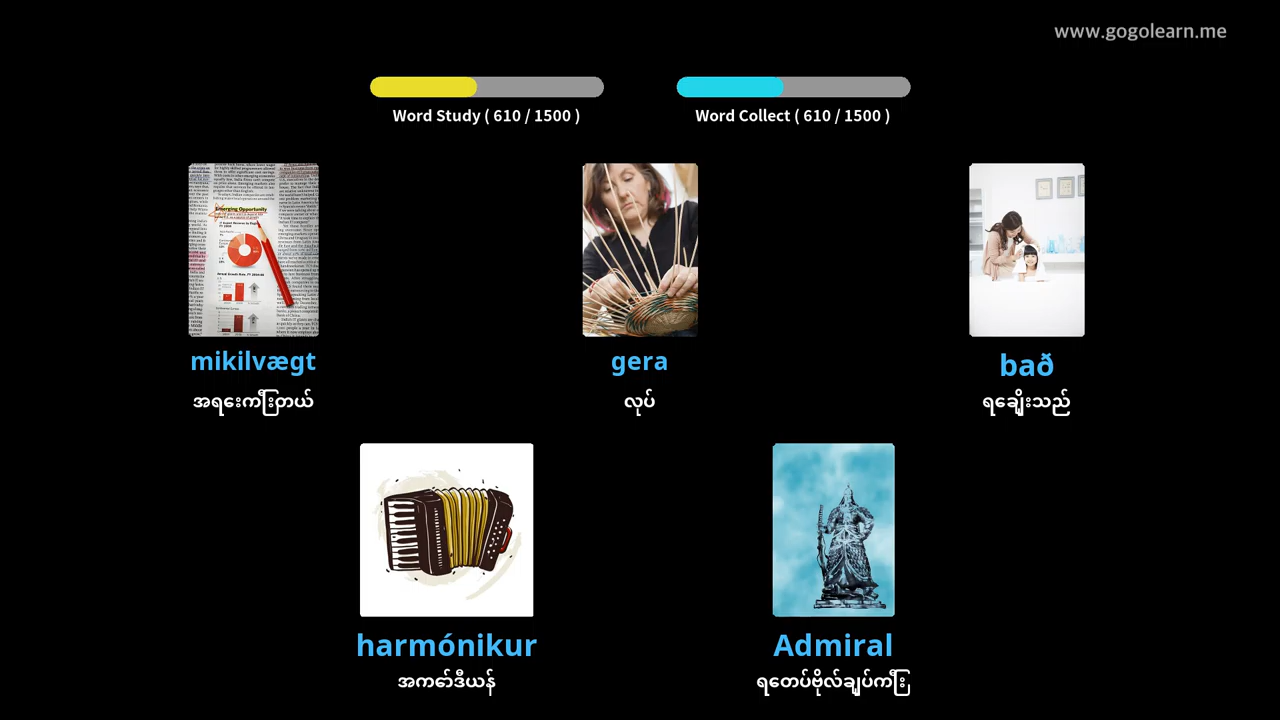 www.gogolearn.me
Word Study ( 610 / 1500 )
Word Collect ( 610 / 1500 )
Emerging Opportunity
mikilvægt
gera
bað
အရေးကြီးတယ်
လုပ်
ရေချိုးသည်
harmónikur
Admiral
အကော်ဒီယန်
ရေတပ်ဗိုလ်ချုပ်ကြီး